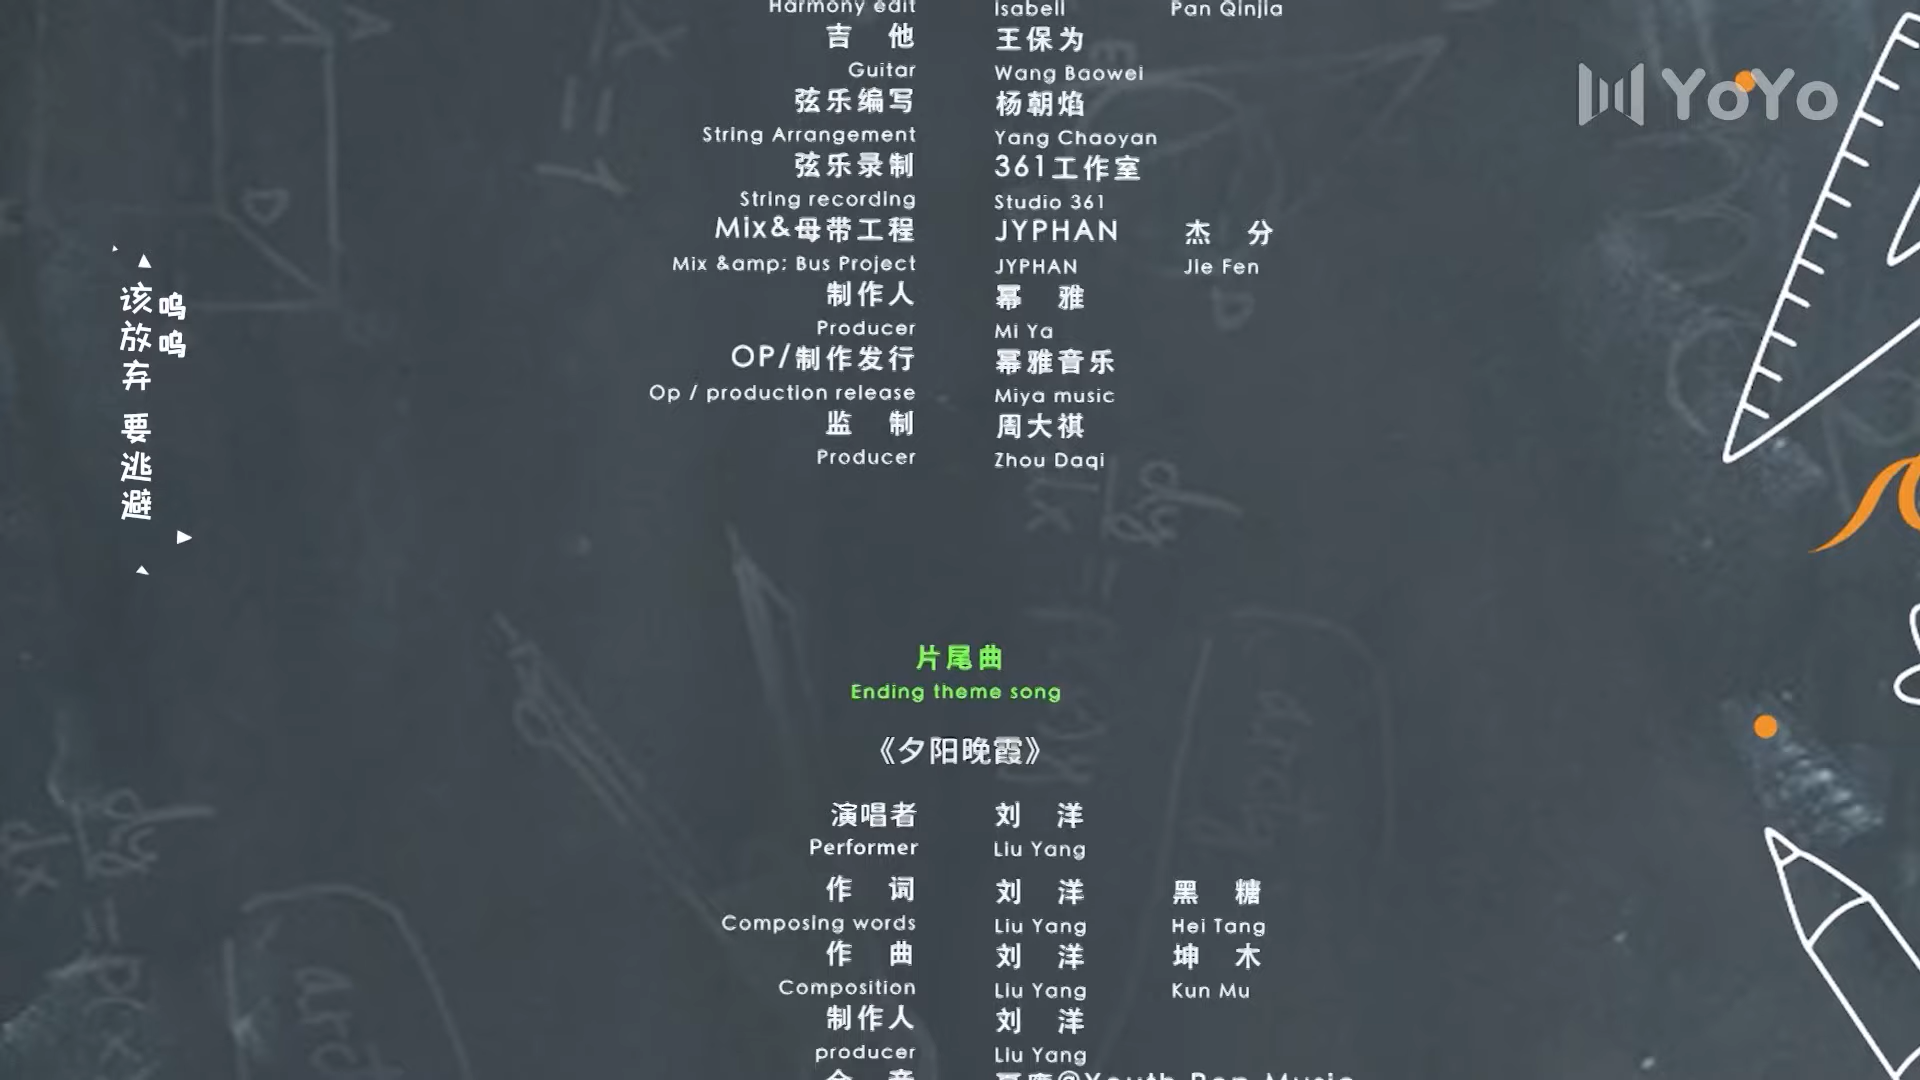 Harmony edit Isabell Pan Qinjia
吉 他 王保为
Guitar Wang Baowei
弦乐编写 杨朝焰
String Arrangement Yang Chaoyan
弦乐录制 361工作室
String recording Studio 361
Mix&母带工程 JYPHAN 杰 分
Mix &amp; Bus Project JYPHAN Jie Fen
制作人 幂 雅
Producer Mi Ya
OP/制作发行 幂雅音乐
Op / production release Miya music
监 制 周大祺
Producer Zhou Daqi
片尾曲
Ending theme song
《夕阳晚霞》
演唱者 刘 洋
Performer Liu Yang
作 词 刘 洋 黑 糖
Composing words Liu Yang Hei Tang
作 曲 刘 洋 坤 木
Composition Liu Yang Kun Mu
制作人 刘 洋
producer Liu Yang
呜呜
该放弃 要逃避
YoYo